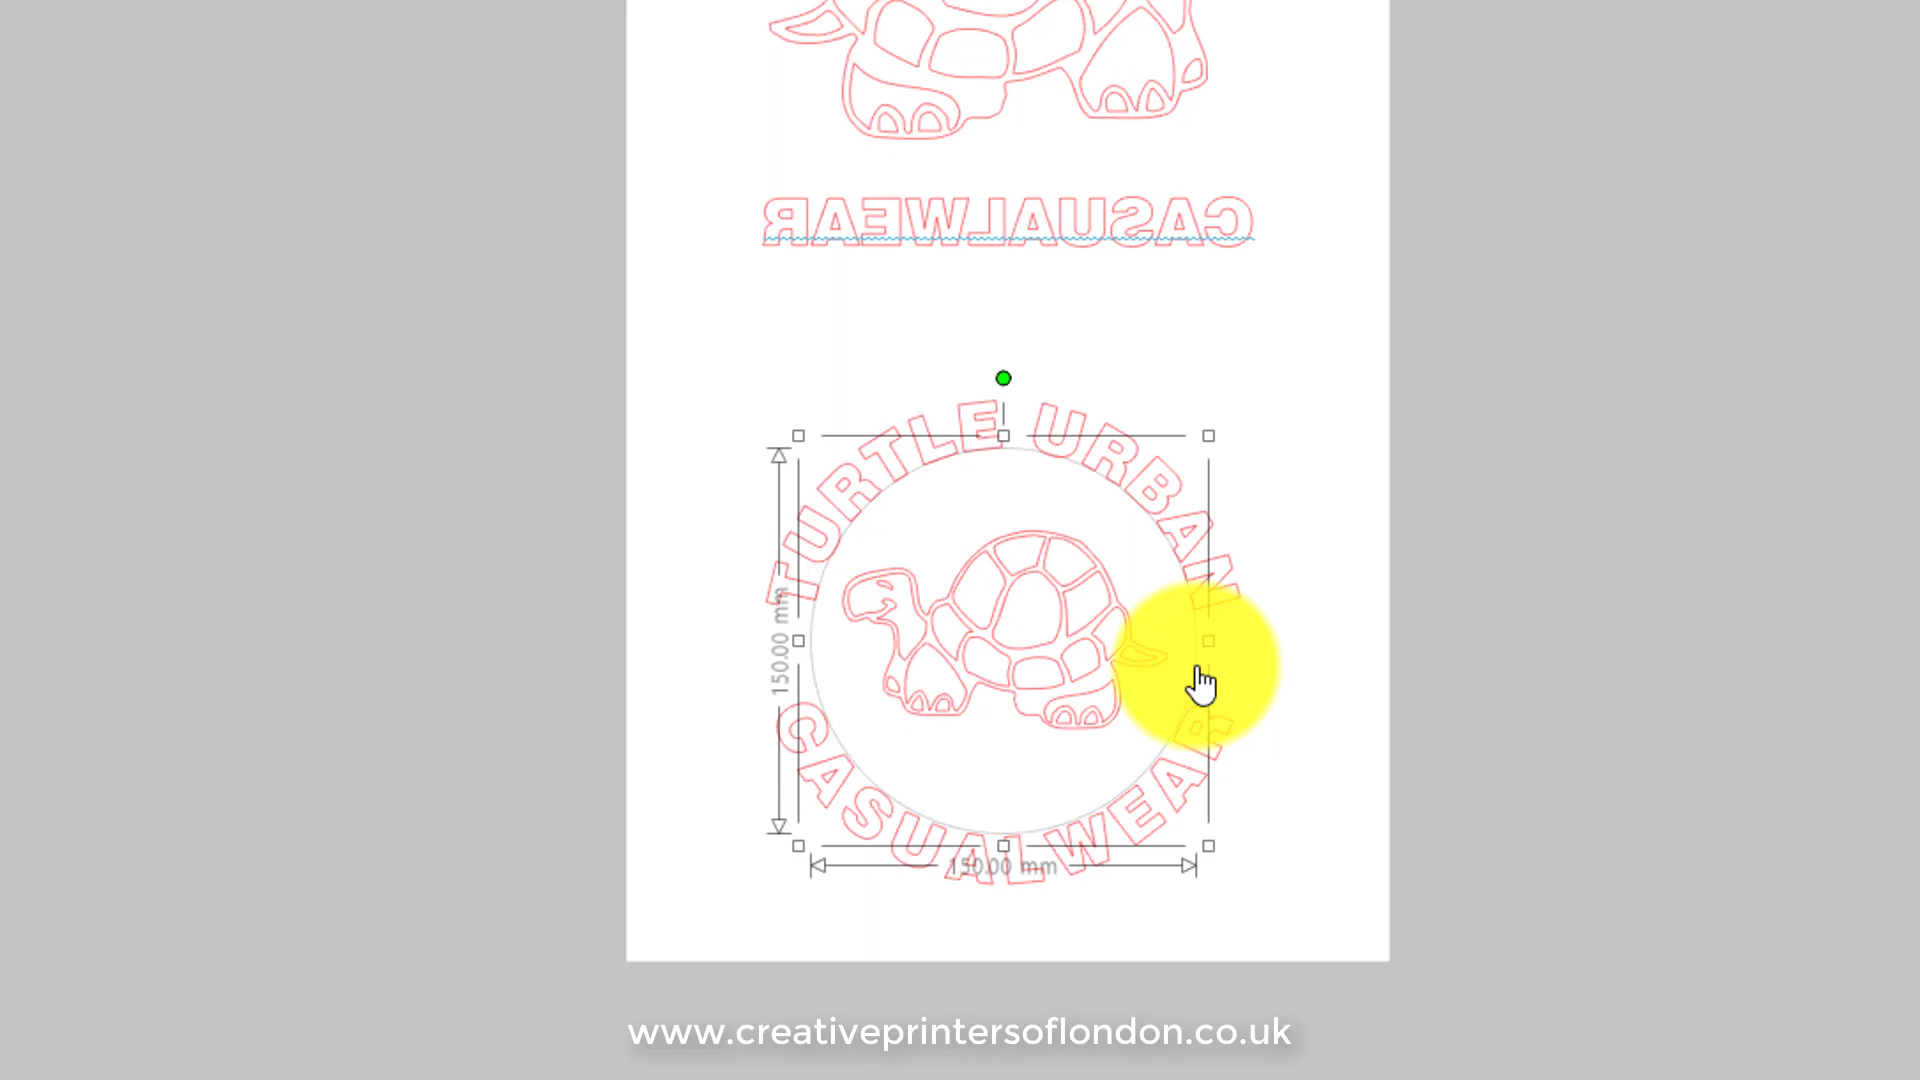 CASUALWEAR
TURTLE URBAN
150.00 mm
CASUALWEAR
150.00 mm
www.creativeprintersoflondon.co.uk